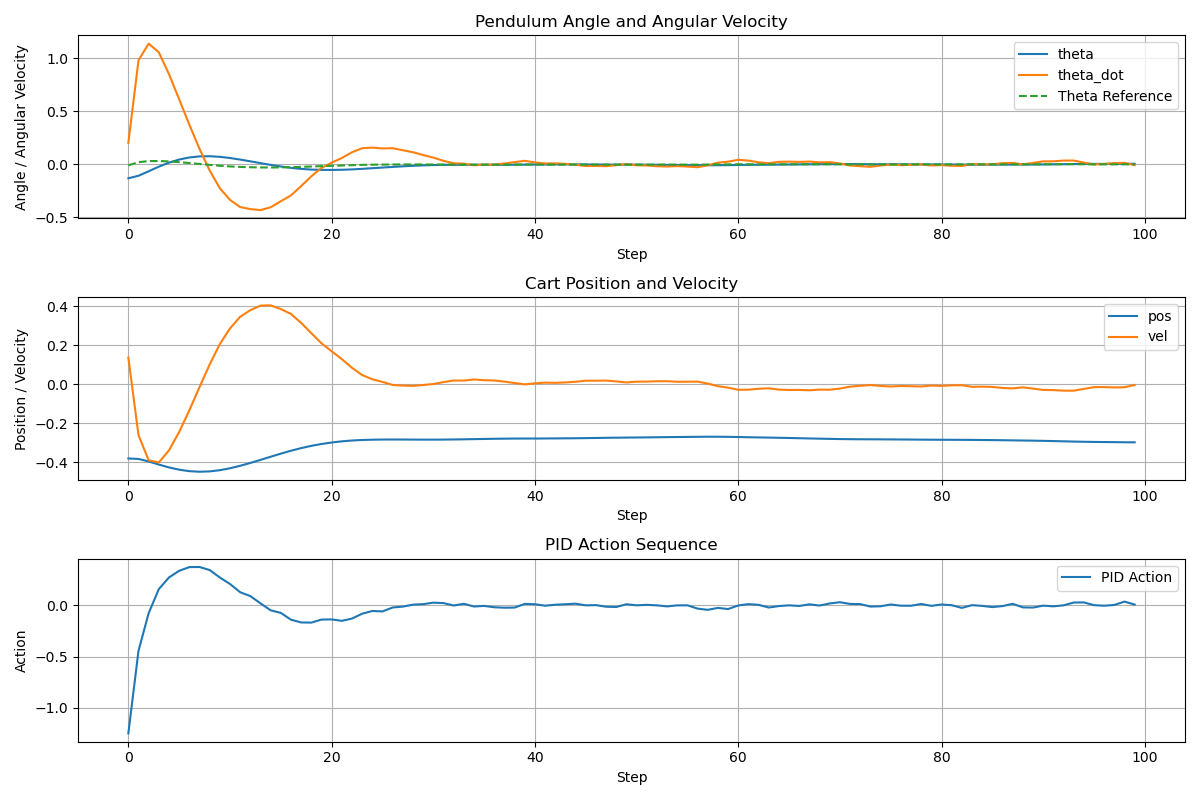 Pendulum Angle and Angular Velocity
Angle / Angular Velocity
1.0
0.5
0.0
−0.5
theta
theta_dot
Theta Reference
0 20 40 60 80 100
Step
Cart Position and Velocity
Position / Velocity
0.4
0.2
0.0
−0.2
−0.4
pos
vel
0 20 40 60 80 100
Step
PID Action Sequence
Action
0.0
−0.5
−1.0
PID Action
0 20 40 60 80 100
Step